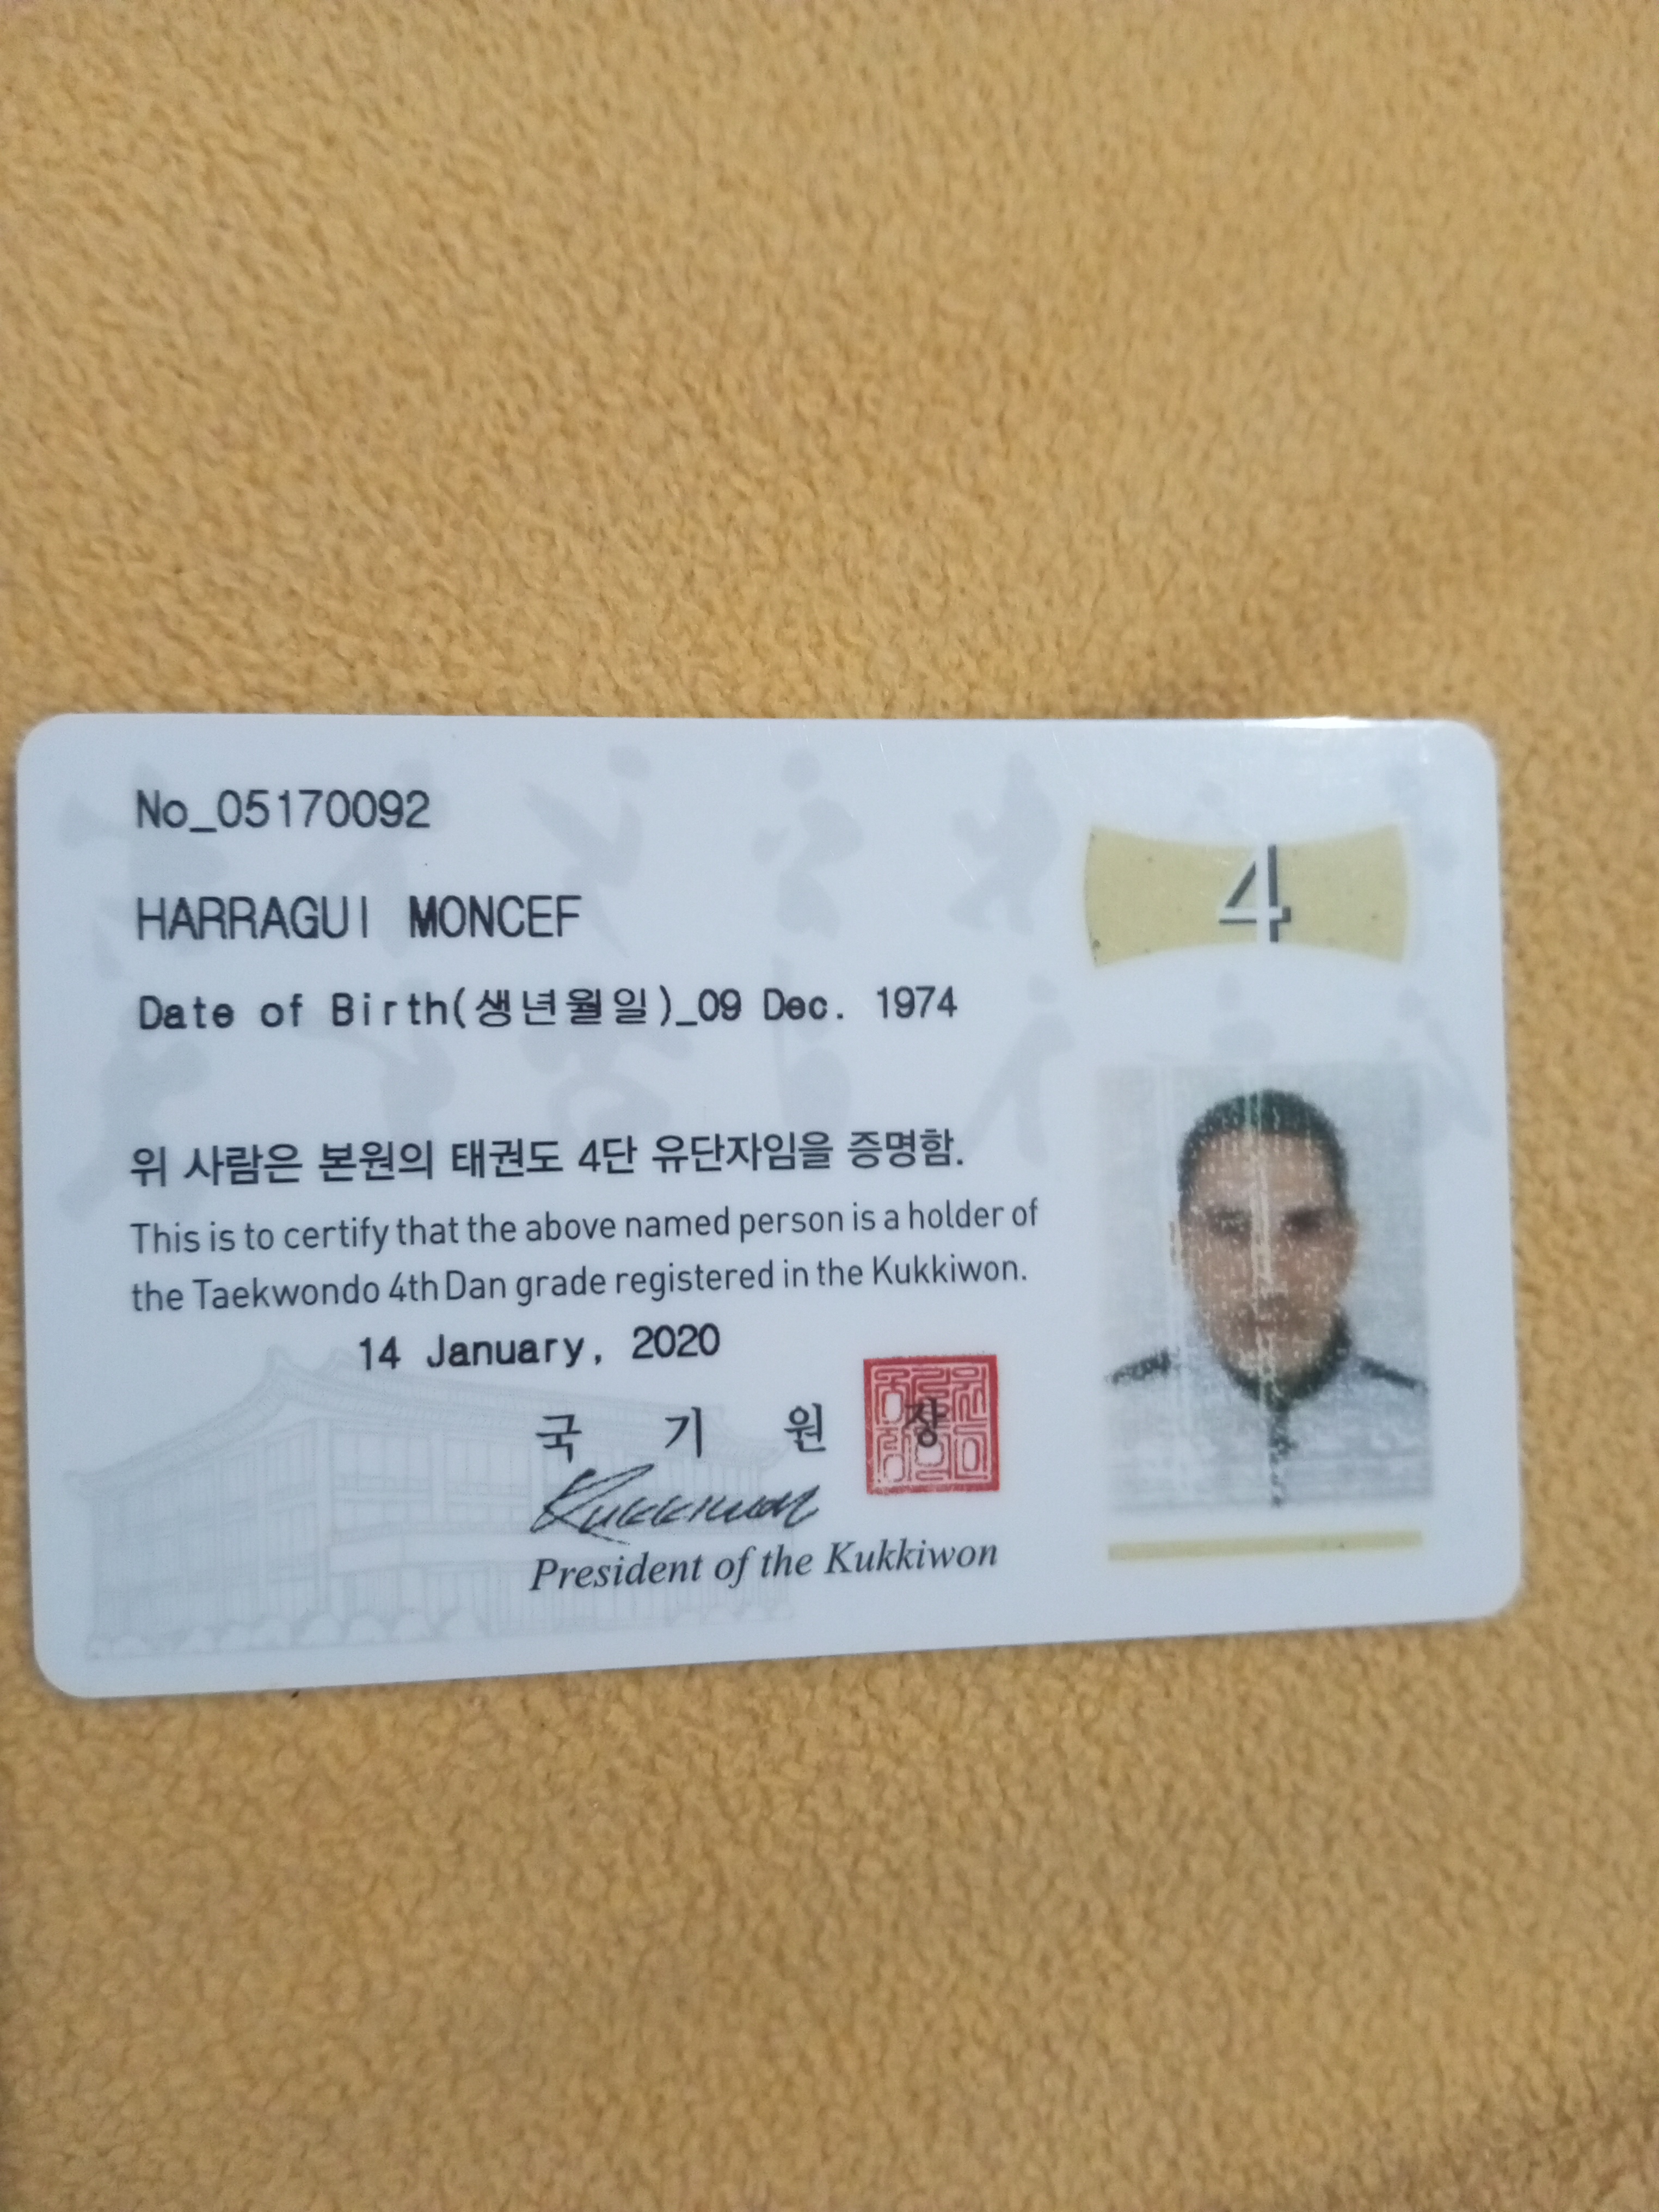 No_05170092
4
HARRAGUI MONCEF
Date of Birth(생년월일)_09 Dec. 1974
위 사람은 본원의 태권도 4단 유단자임을 증명함.
This is to certify that the above named person is a holder of
the Taekwondo 4th Dan grade registered in the Kukkiwon.
14 January, 2020
국 기 원 장
Kukkiwon
President of the Kukkiwon